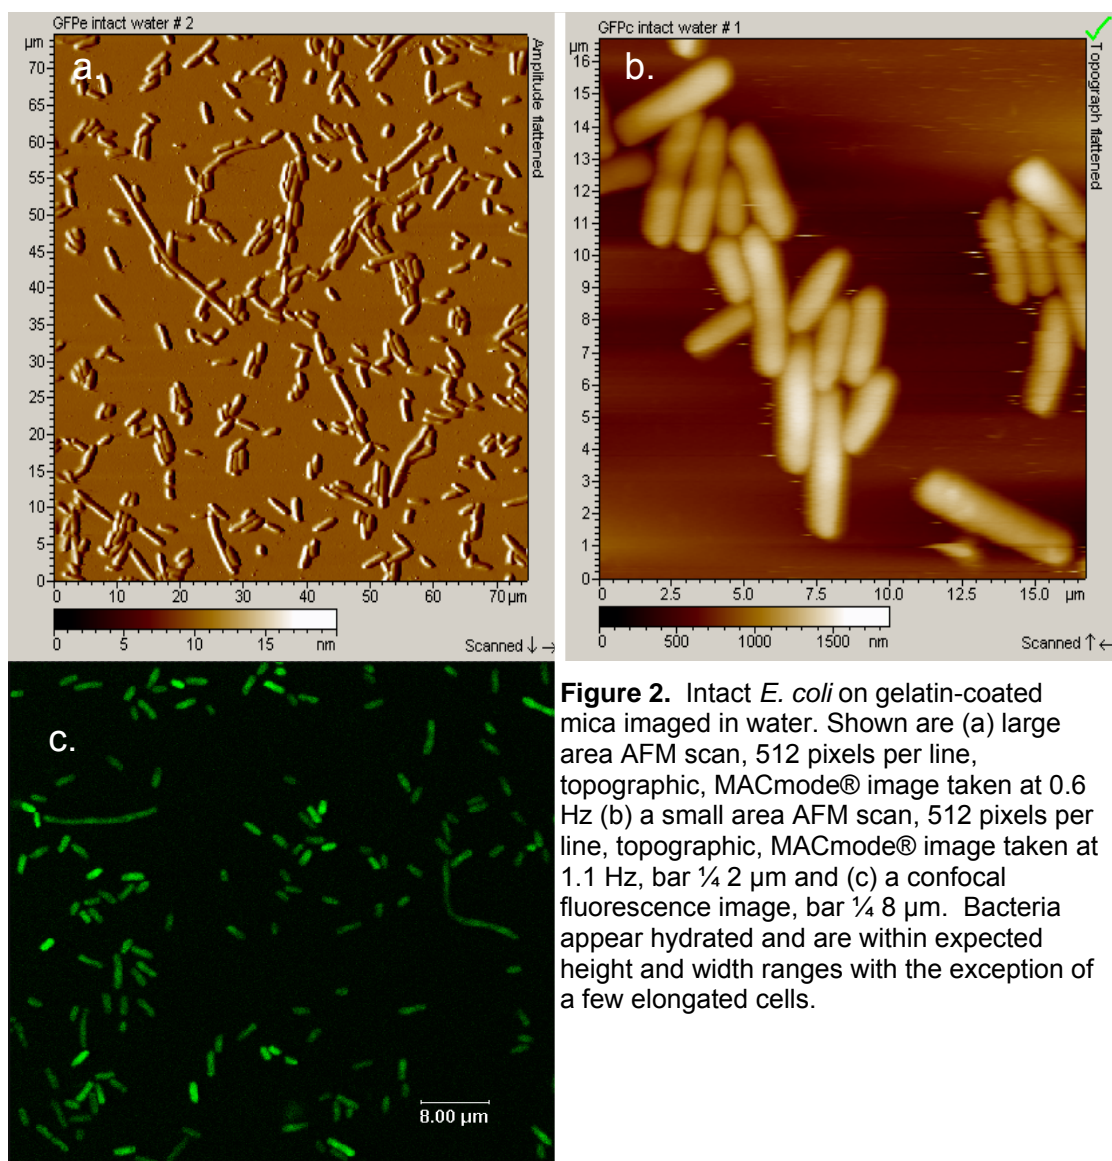 GFPe intact water # 2
µm
a.
Amplitude flattened
70
65
60
55
50
45
40
35
30
25
20
15
10
5
0
0 10 20 30 40 50 60 70 µm
0 5 10 15 nm
Scanned ↓ →
GFPc intact water # 1
µm
b.
Topograph flattened
16
15
14
13
12
11
10
9
8
7
6
5
4
3
2
1
0
0 2.5 5.0 7.5 10.0 12.5 15.0 µm
0 500 1000 1500 nm
Scanned ↑ ←
c.
8.00 µm
Figure 2. Intact E. coli on gelatin-coated
mica imaged in water. Shown are (a) large
area AFM scan, 512 pixels per line,
topographic, MACmode® image taken at 0.6
Hz (b) a small area AFM scan, 512 pixels per
line, topographic, MACmode® image taken at
1.1 Hz, bar ¼ 2 µm and (c) a confocal
fluorescence image, bar ¼ 8 µm. Bacteria
appear hydrated and are within expected
height and width ranges with the exception of
a few elongated cells.